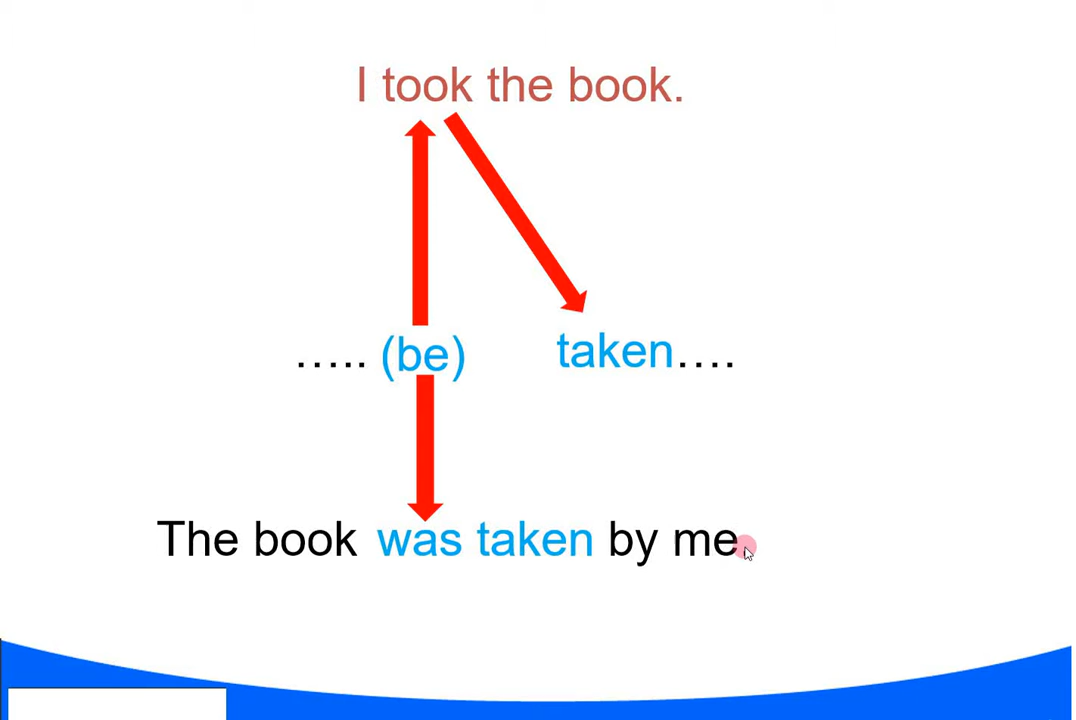 I took the book.
….. (be) taken….
The book was taken by me.